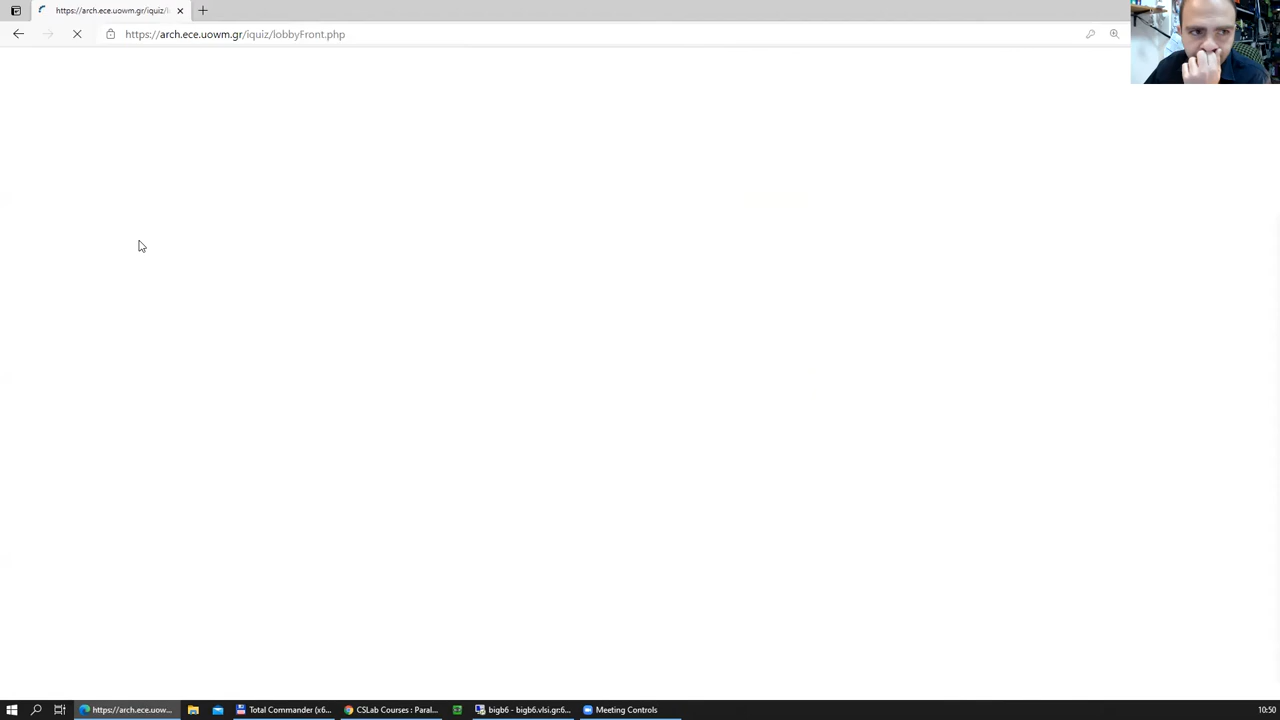 https://arch.ece.uowm.gr/iquiz/l
https://arch.ece.uowm.gr/iquiz/lobbyFront.php
https://arch.ece.uow...
Total Commander (x6...
CSLab Courses : Paral...
bigb6 - bigb6.vlsi.gr:6...
Meeting Controls
10:50